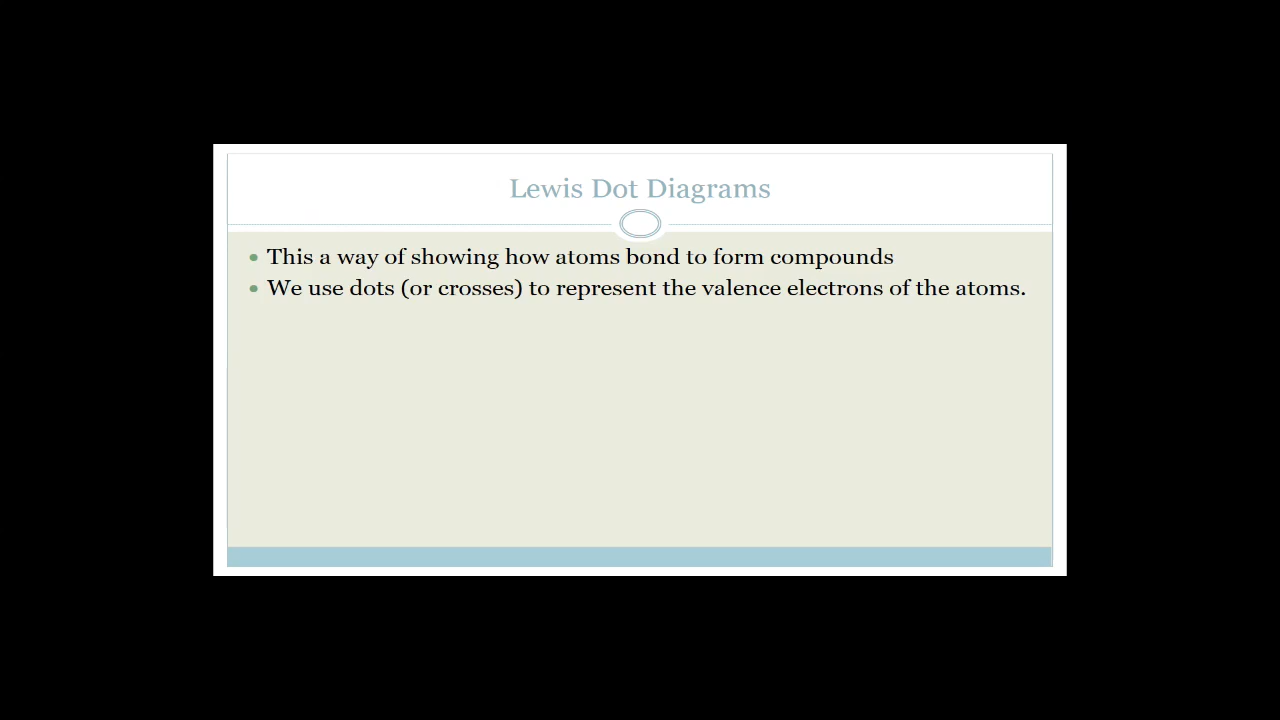 Lewis Dot Diagrams
• This a way of showing how atoms bond to form compounds
• We use dots (or crosses) to represent the valence electrons of the atoms.